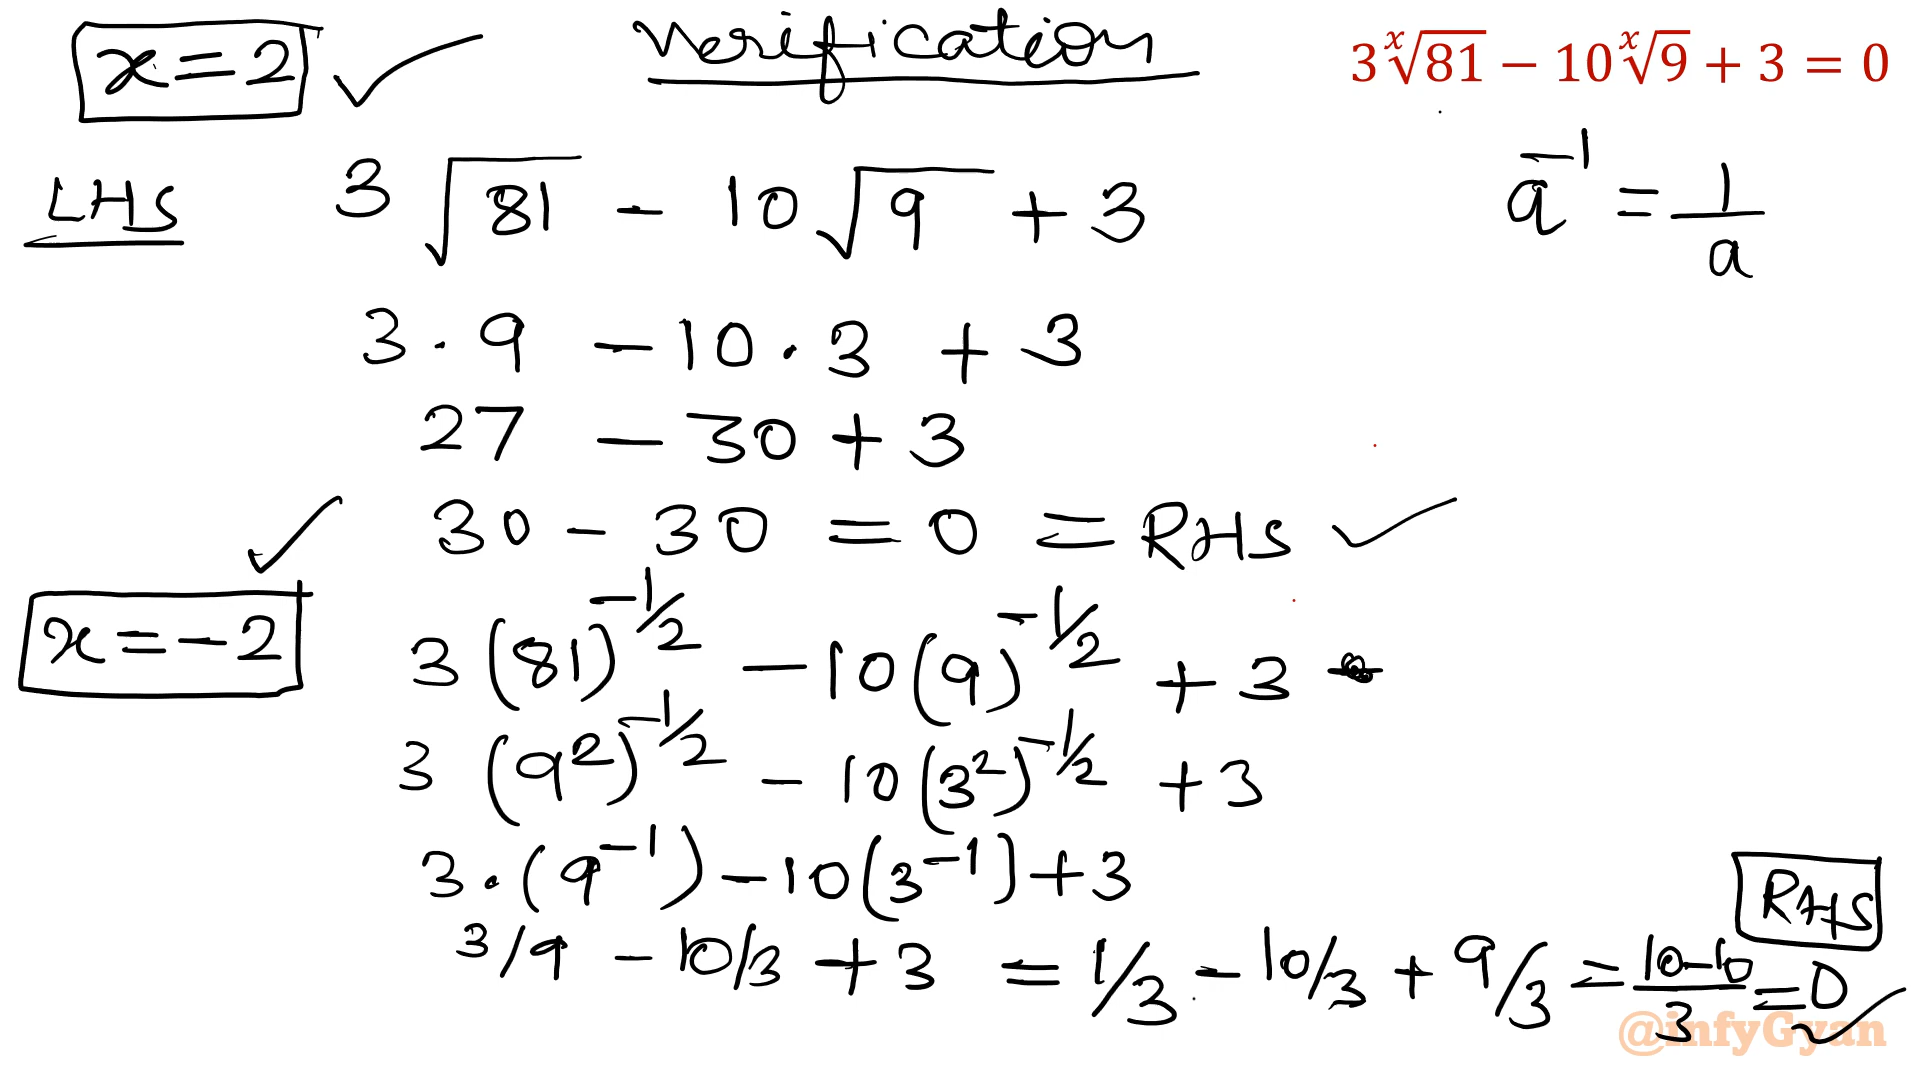 x = 2 ✓ Verification 3 ˣ√81 − 10 ˣ√9 + 3 = 0
LHS 3 √81 − 10 √9 + 3 a⁻¹ = 1/a
3 · 9 − 10 · 3 + 3
27 − 30 + 3
30 − 30 = 0 = RHS ✓
✓ x = −2 3 (81)^−1/2 − 10 (9)^−1/2 + 3
3 (9²)^−1/2 − 10 (3²)^−1/2 + 3
3 · (9⁻¹) − 10 (3⁻¹) + 3
3/9 − 10/3 + 3 = 1/3 − 10/3 + 9/3 = (10−10)/3 = 0 ✓
RHS
@infyGyan